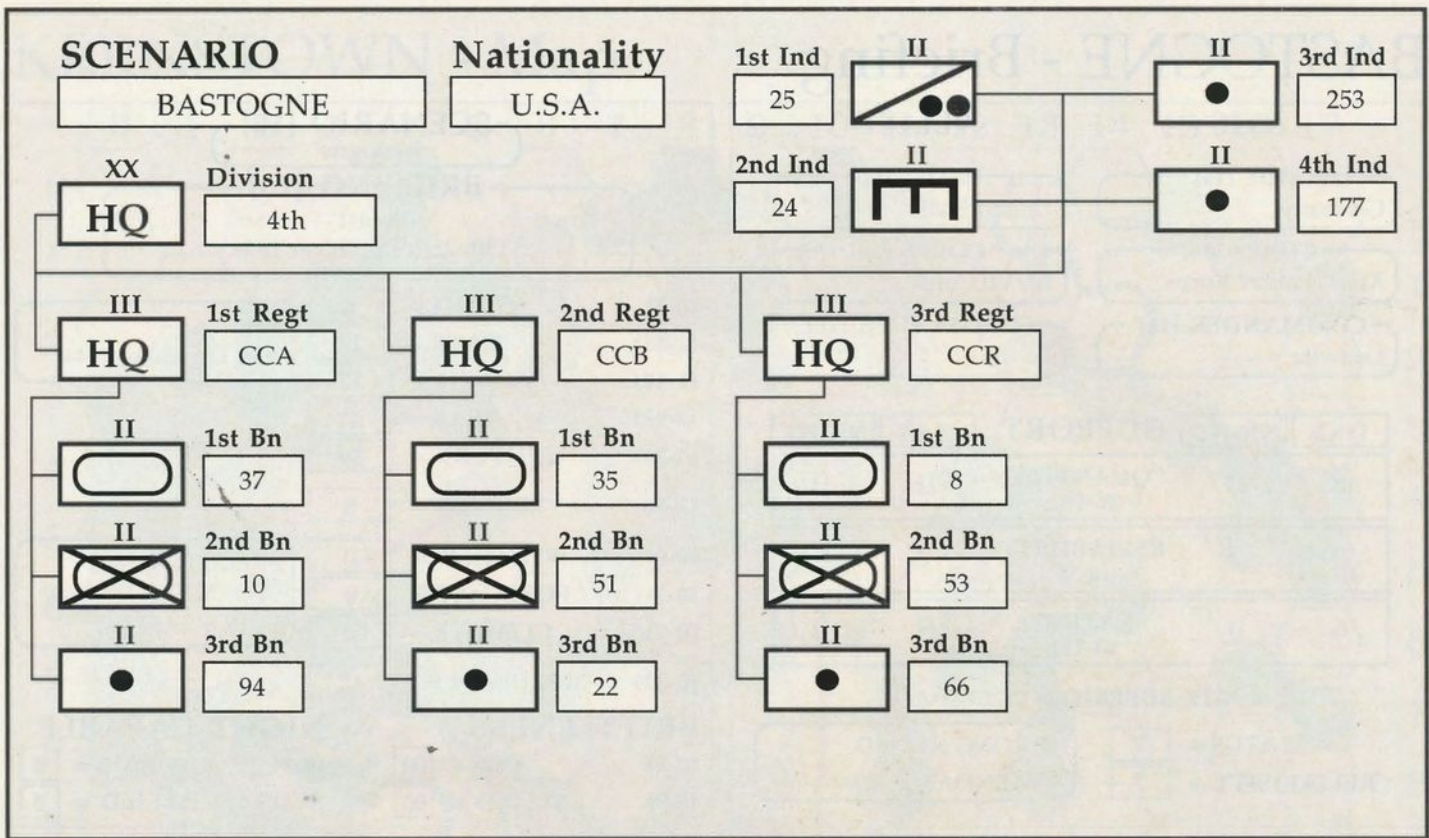 SCENARIO
Nationality
BASTOGNE
U.S.A.
1st Ind
II
II
3rd Ind
25
253
XX
Division
HQ
4th
2nd Ind
II
II
4th Ind
24
177
III
1st Regt
III
2nd Regt
III
3rd Regt
HQ
CCA
HQ
CCB
HQ
CCR
II
1st Bn
II
1st Bn
II
1st Bn
37
35
8
II
2nd Bn
II
2nd Bn
II
2nd Bn
10
51
53
II
3rd Bn
II
3rd Bn
II
3rd Bn
94
22
66